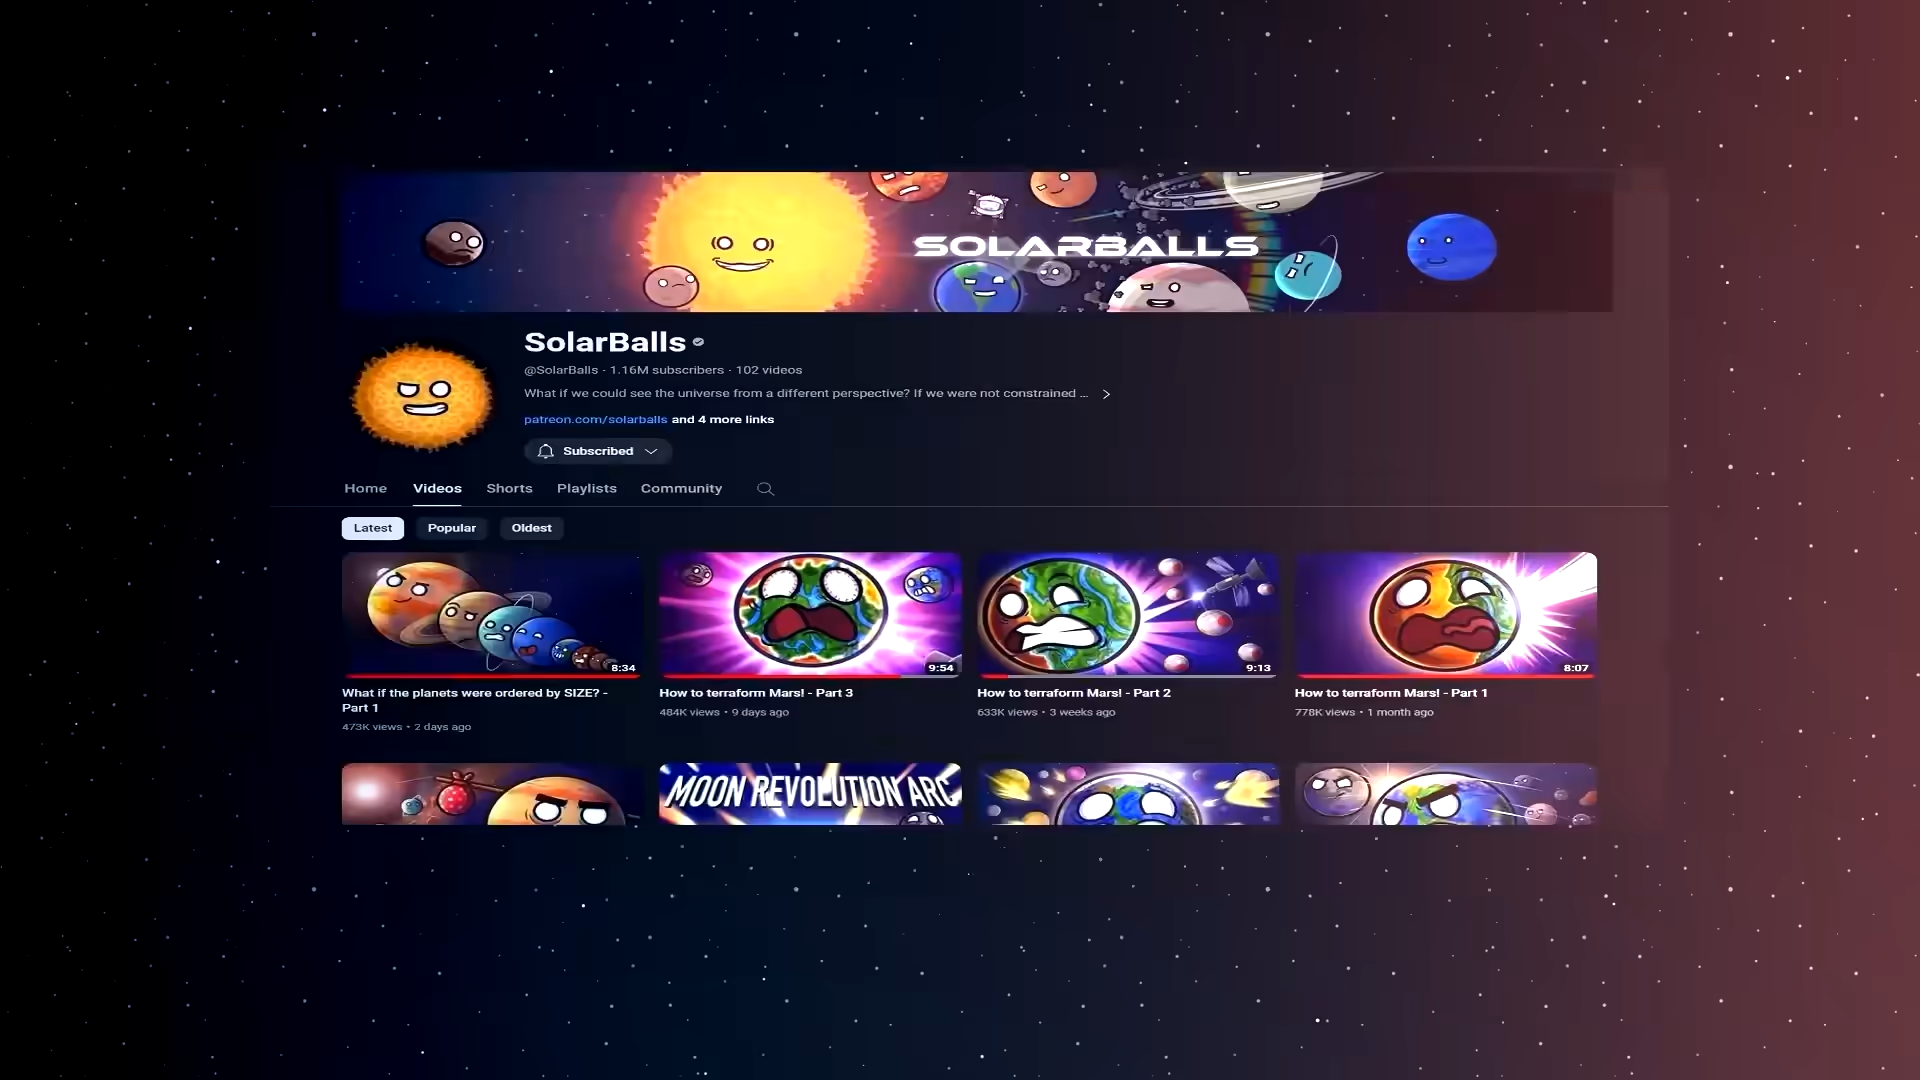 SOLARBALLS
SolarBalls
@SolarBalls · 1.16M subscribers · 102 videos
What if we could see the universe from a different perspective? If we were not constrained ...
patreon.com/solarballs and 4 more links
Subscribed
Home Videos Shorts Playlists Community
Latest Popular Oldest
8:34 9:54 9:13 8:07
What if the planets were ordered by SIZE? -
Part 1
473K views • 2 days ago
How to terraform Mars! - Part 3
484K views • 9 days ago
How to terraform Mars! - Part 2
633K views • 3 weeks ago
How to terraform Mars! - Part 1
778K views • 1 month ago
MOON REVOLUTION ARC